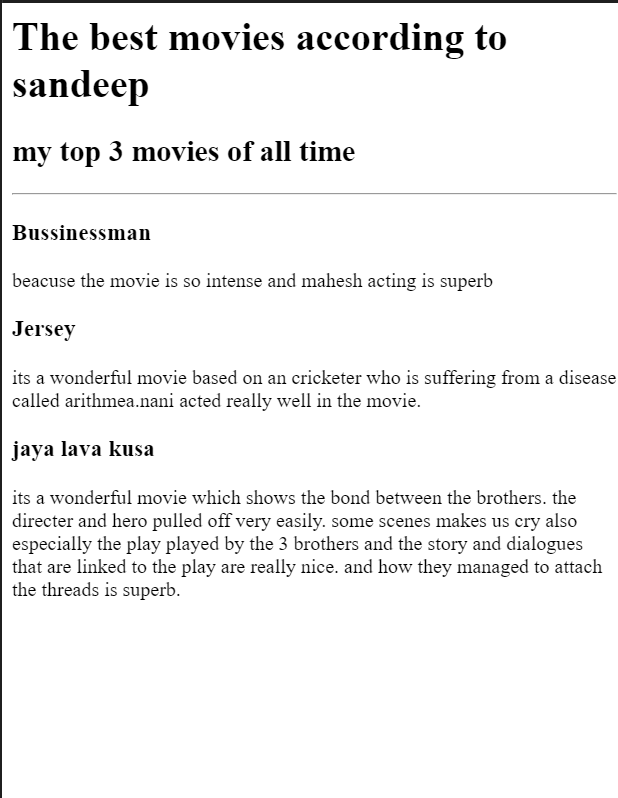 The best movies according to
sandeep
my top 3 movies of all time
Bussinessman
beacuse the movie is so intense and mahesh acting is superb
Jersey
its a wonderful movie based on an cricketer who is suffering from a disease
called arithmea.nani acted really well in the movie.
jaya lava kusa
its a wonderful movie which shows the bond between the brothers. the
directer and hero pulled off very easily. some scenes makes us cry also
especially the play played by the 3 brothers and the story and dialogues
that are linked to the play are really nice. and how they managed to attach
the threads is superb.